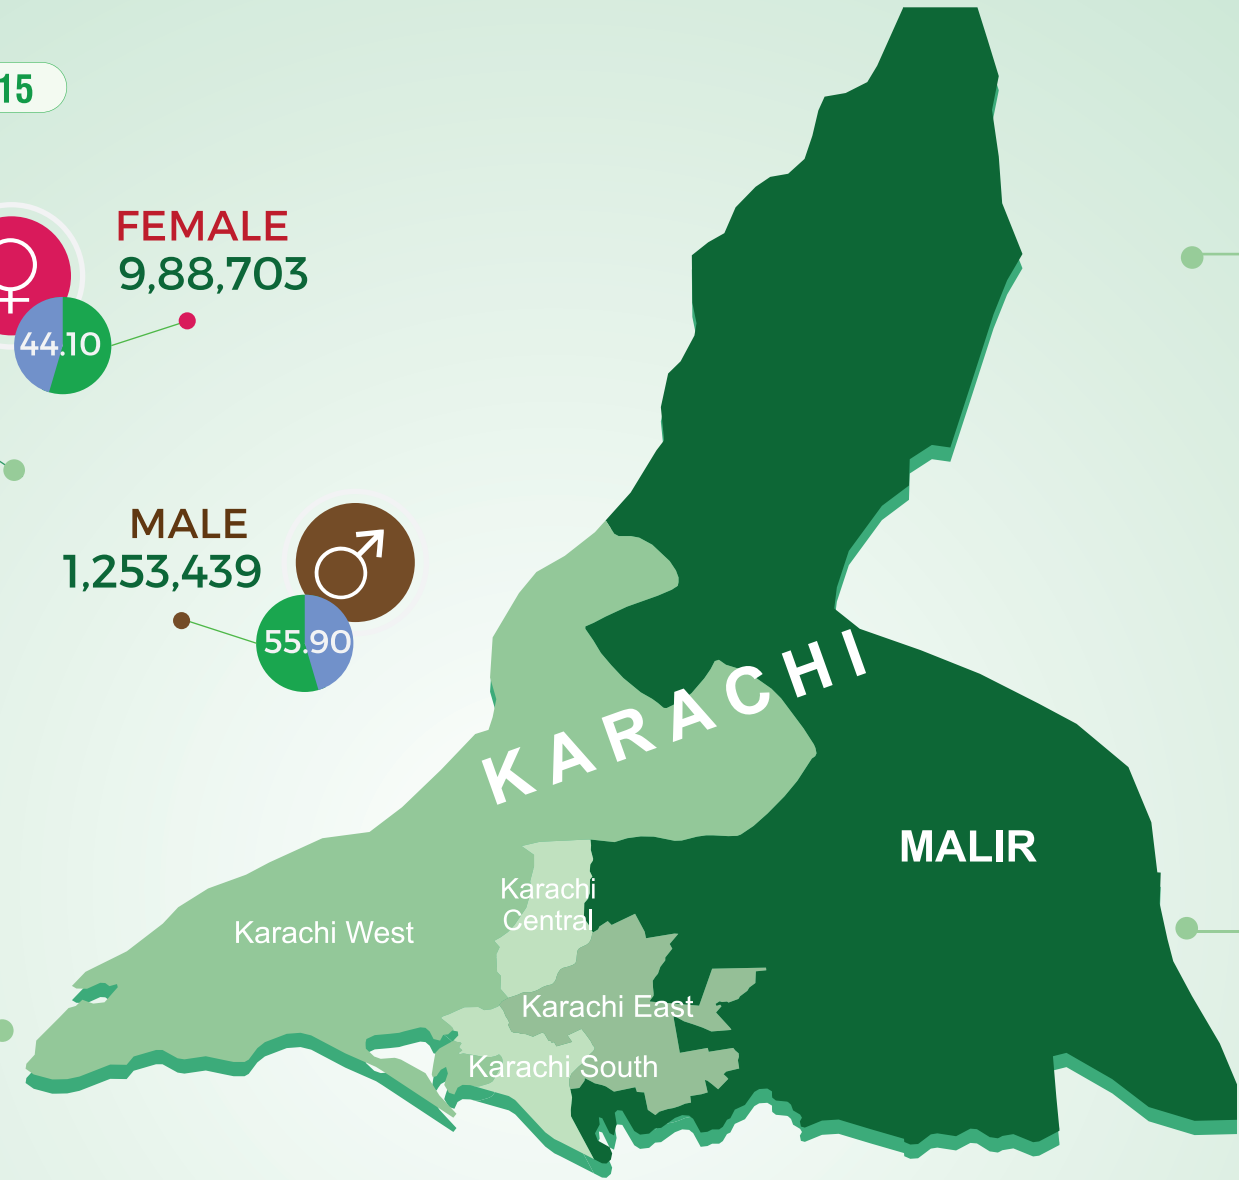 15
FEMALE
9,88,703
44.10
MALE
1,253,439
55.90
KARACHI
MALIR
Karachi
Central
Karachi West
Karachi East
Karachi South